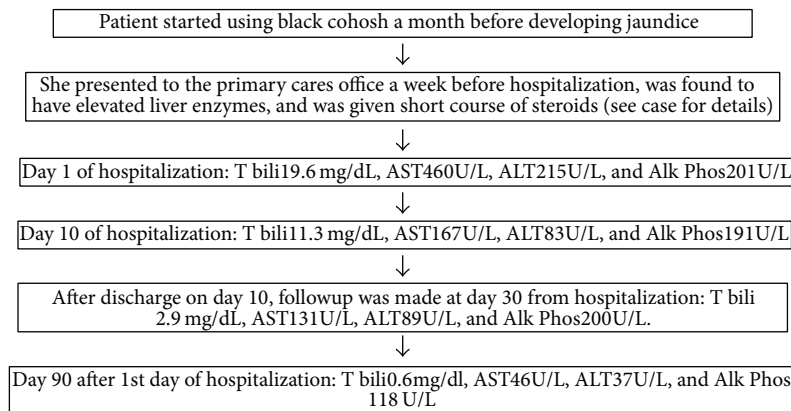 Patient started using black cohosh a month before developing jaundice
She presented to the primary cares office a week before hospitalization, was found to
have elevated liver enzymes, and was given short course of steroids (see case for details)
Day 1 of hospitalization: T bili19.6 mg/dL, AST460U/L, ALT215U/L, and Alk Phos201U/L
Day 10 of hospitalization: T bili11.3 mg/dL, AST167U/L, ALT83U/L, and Alk Phos191U/L
After discharge on day 10, followup was made at day 30 from hospitalization: T bili
2.9 mg/dL, AST131U/L, ALT89U/L, and Alk Phos200U/L.
Day 90 after 1st day of hospitalization: T bili0.6mg/dl, AST46U/L, ALT37U/L, and Alk Phos
118 U/L